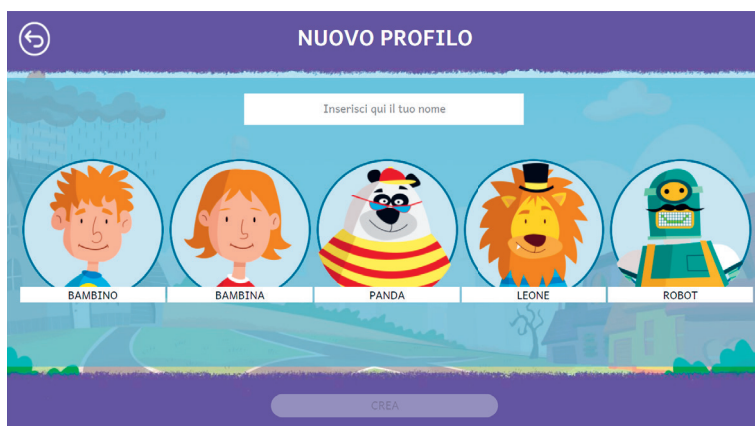 NUOVO PROFILO
Inserisci qui il tuo nome
BAMBINO
BAMBINA
PANDA
LEONE
ROBOT
CREA